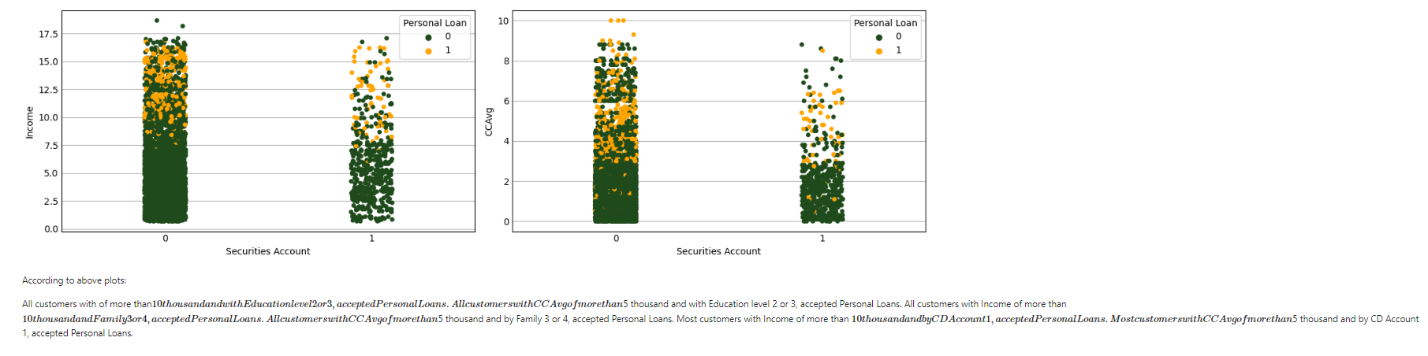 Personal Loan
0
1
17.5
15.0
12.5
10.0
7.5
5.0
2.5
0.0
Income
0 1
Securities Account
Personal Loan
0
1
10
8
6
4
2
0
CCAvg
0 1
Securities Account
According to above plots:
All customers with of more than10thousandandwithEducationlevel2or3,acceptedPersonalLoans.AllcustomerswithCCAvgofmorethan5 thousand and with Education level 2 or 3, accepted Personal Loans. All customers with Income of more than
10thousandandFamily3or4,acceptedPersonalLoans.AllcustomerswithCCAvgofmorethan5 thousand and by Family 3 or 4, accepted Personal Loans. Most customers with Income of more than 10thousandandbyCDAccount1,acceptedPersonalLoans.MostcustomerswithCCAvgofmorethan5 thousand and by CD Account
1, accepted Personal Loans.